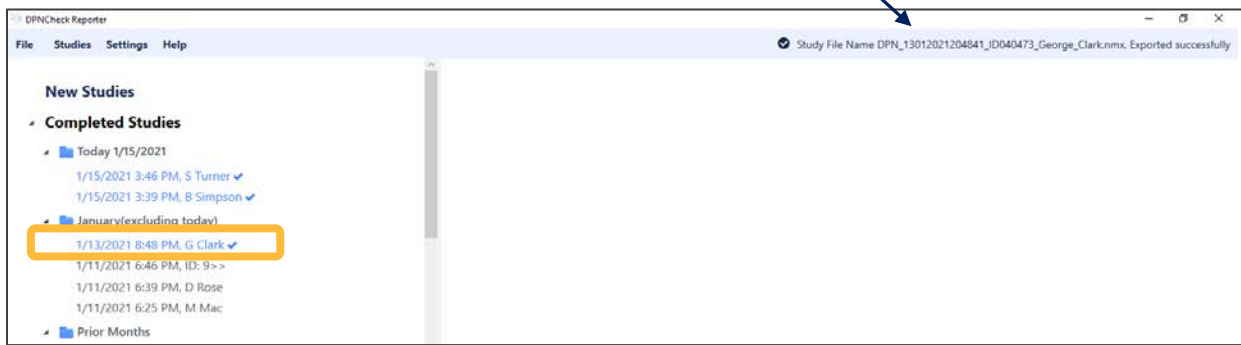 DPNCheck Reporter
File Studies Settings Help
Study File Name DPN_13012021204841_ID040473_George_Clark.nmx. Exported successfully
New Studies
Completed Studies
Today 1/15/2021
1/15/2021 3:46 PM, S Turner
1/15/2021 3:39 PM, B Simpson
January(excluding today)
1/13/2021 8:48 PM, G Clark
1/11/2021 6:46 PM, ID: 9>>
1/11/2021 6:39 PM, D Rose
1/11/2021 6:25 PM, M Mac
Prior Months